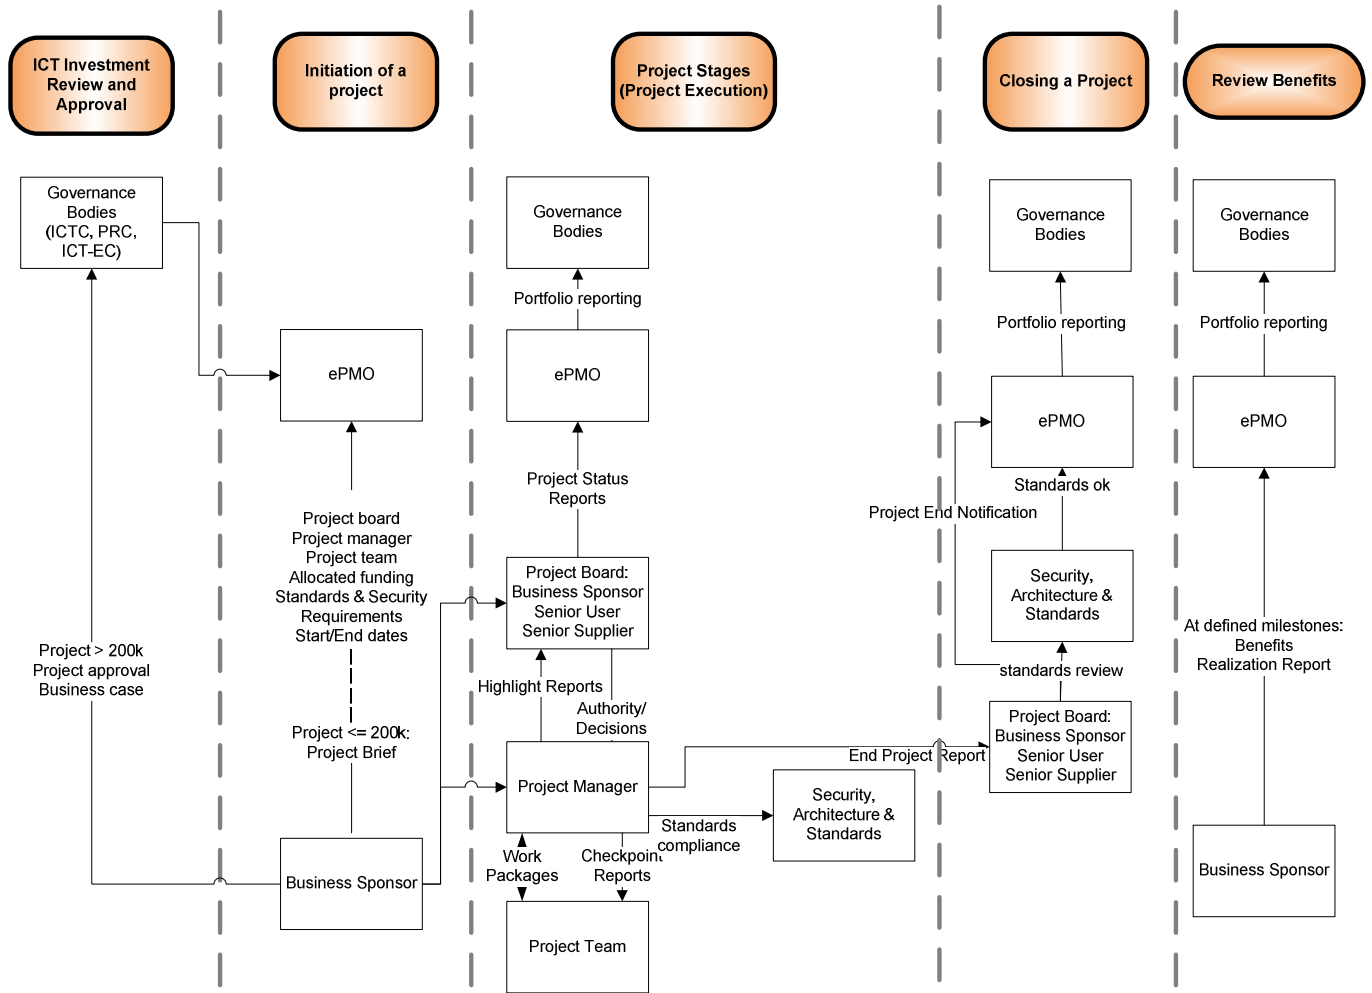 ICT Investment
Review and
Approval
Initiation of a
project
Project Stages
(Project Execution)
Closing a Project
Review Benefits
Governance
Bodies
(ICTC, PRC,
ICT-EC)
Project > 200k
Project approval
Business case
ePMO
Project board
Project manager
Project team
Allocated funding
Standards & Security
Requirements
Start/End dates
Project <= 200k:
Project Brief
Business Sponsor
Governance
Bodies
Portfolio reporting
ePMO
Project Status
Reports
Project Board:
Business Sponsor
Senior User
Senior Supplier
Highlight Reports
Authority/
Decisions
Project Manager
Work
Packages
Checkpoint
Reports
Project Team
Standards
compliance
Security,
Architecture &
Standards
End Project Report
Governance
Bodies
Portfolio reporting
ePMO
Standards ok
Project End Notification
Security,
Architecture &
Standards
standards review
Project Board:
Business Sponsor
Senior User
Senior Supplier
Governance
Bodies
Portfolio reporting
ePMO
At defined milestones:
Benefits
Realization Report
Business Sponsor